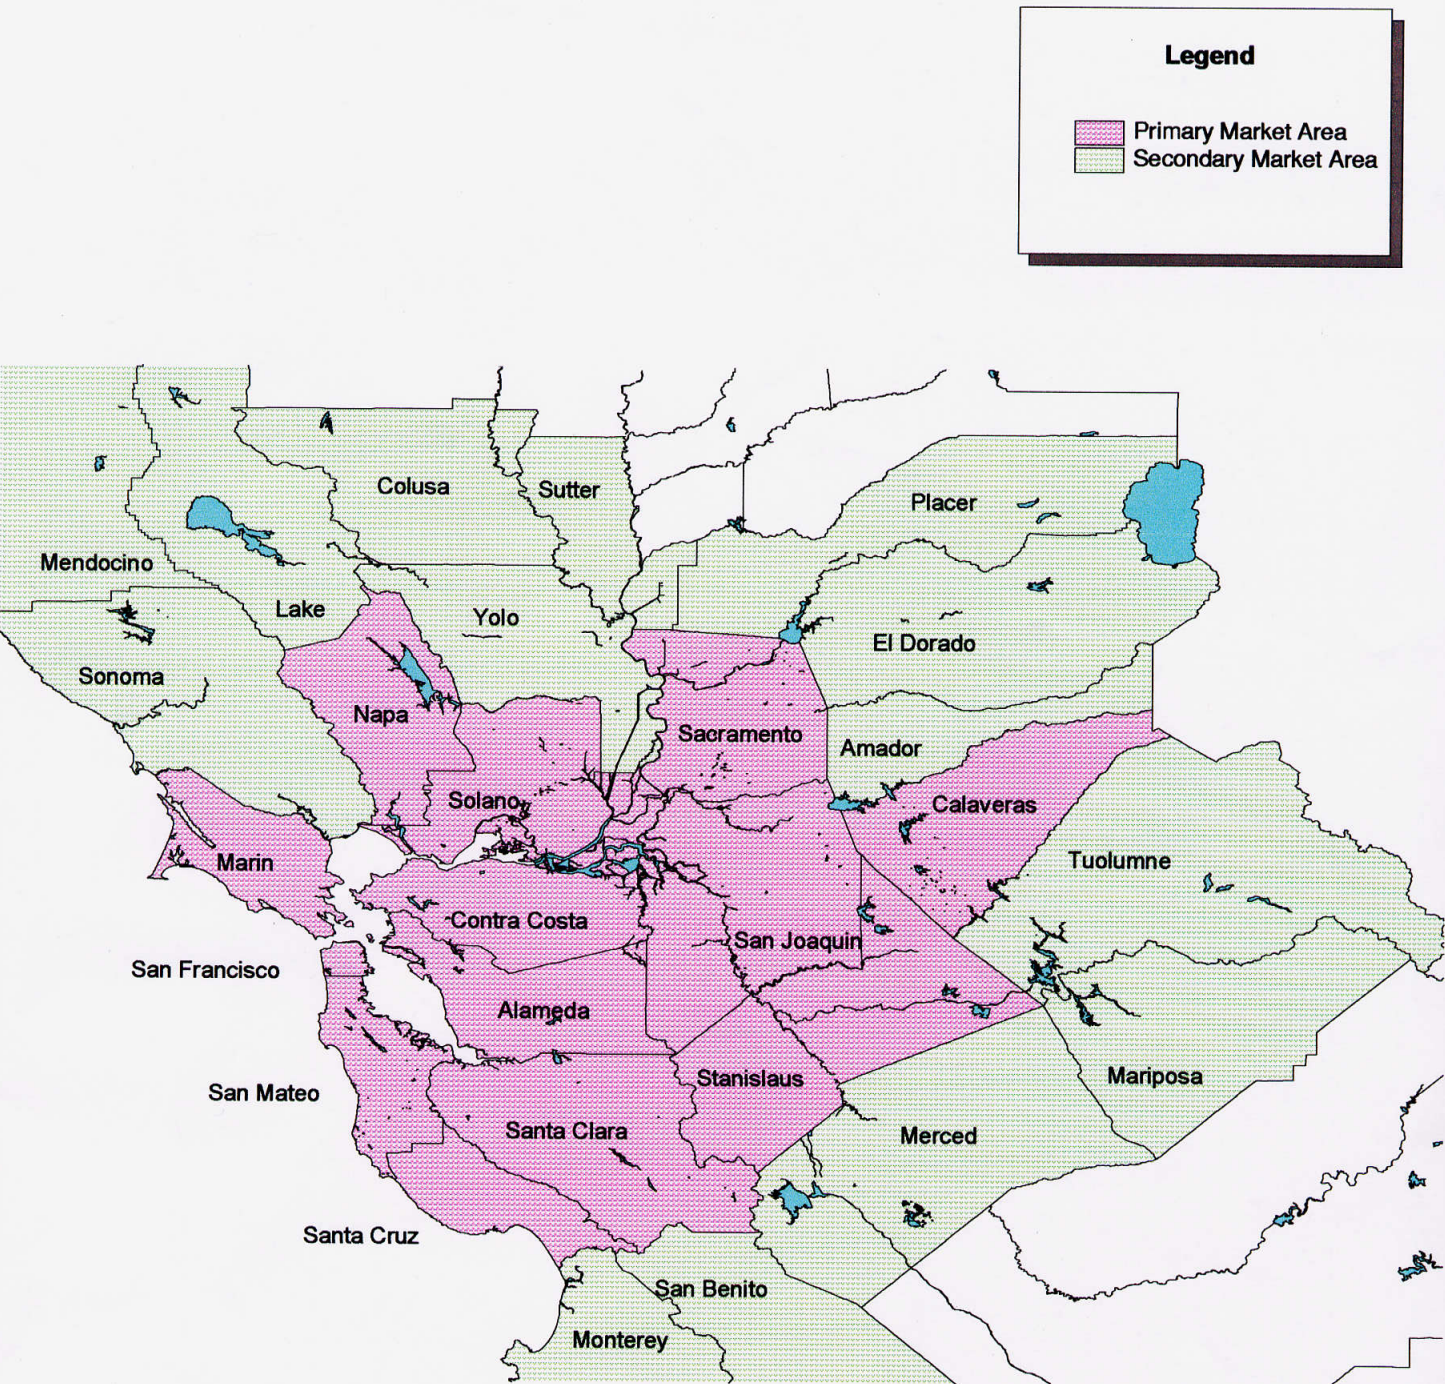 Legend
Primary Market Area
Secondary Market Area
Colusa
Sutter
Placer
Mendocino
Lake
Yolo
El Dorado
Sonoma
Napa
Sacramento
Amador
Solano
Calaveras
Marin
Tuolumne
Contra Costa
San Joaquin
San Francisco
Alameda
Stanislaus
Mariposa
San Mateo
Santa Clara
Merced
Santa Cruz
San Benito
Monterey